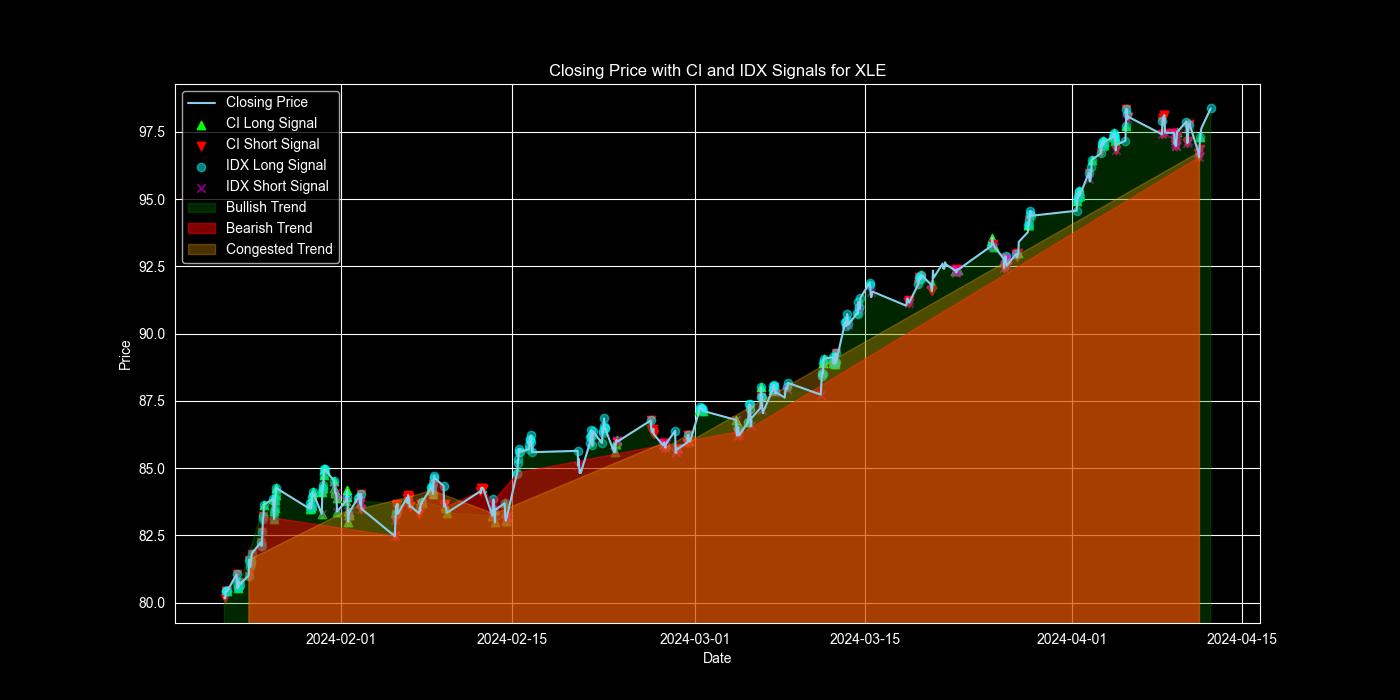 Closing Price with CI and IDX Signals for XLE
Closing Price
CI Long Signal
CI Short Signal
IDX Long Signal
IDX Short Signal
Bullish Trend
Bearish Trend
Congested Trend
97.5
95.0
92.5
90.0
87.5
85.0
82.5
80.0
Price
2024-02-01 2024-02-15 2024-03-01 2024-03-15 2024-04-01 2024-04-15
Date